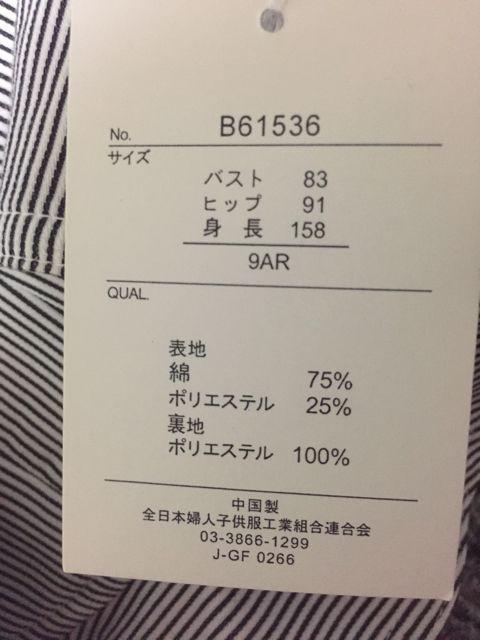 No. B61536
サイズ
バスト 83
ヒップ 91
身長 158
9AR
QUAL.
表地
綿 75%
ポリエステル 25%
裏地
ポリエステル 100%
中国製
全日本婦人子供服工業組合連合会
03-3866-1299
J-GF 0266